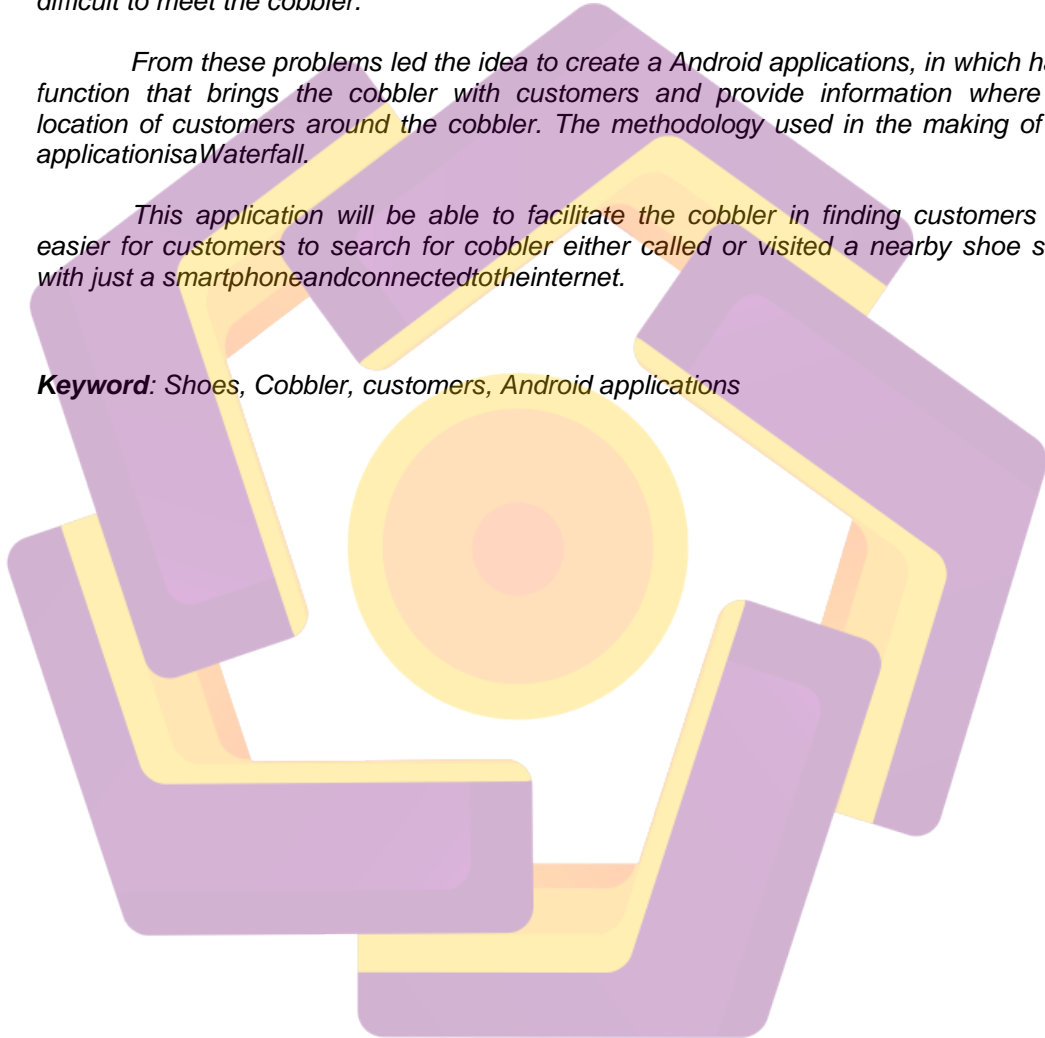 difficult to meet the cobbler.
From these problems led the idea to create a Android applications, in which
function that brings the cobbler with customers and provide information where
location of customers around the cobbler. The methodology used in the making of
applicationisaWaterfall.
This application will be able to facilitate the cobbler in finding customers
easier for customers to search for cobbler either called or visited a nearby shoe
with just a smartphoneandconnectedtotheinternet.
Keyword: Shoes, Cobbler, customers, Android applications